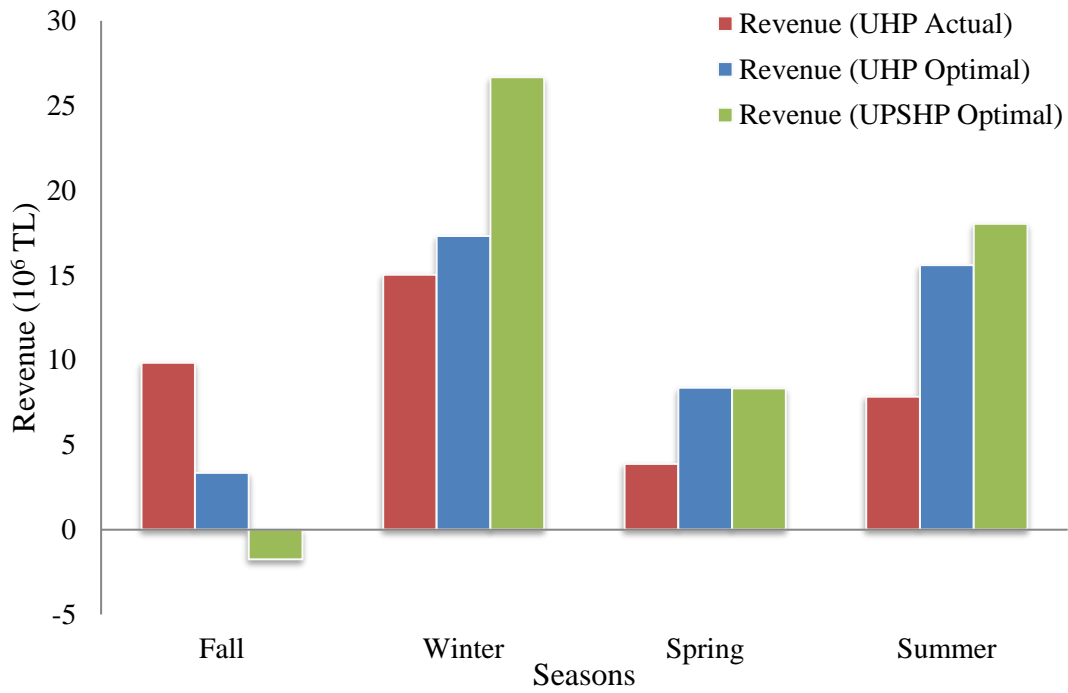 30
25
20
15
10
5
0
-5
Revenue (10⁶ TL)
Revenue (UHP Actual)
Revenue (UHP Optimal)
Revenue (UPSHP Optimal)
Fall Winter Spring Summer
Seasons